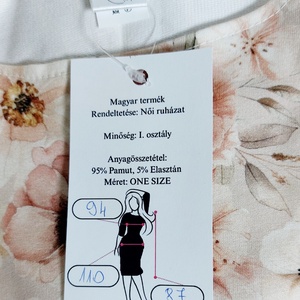 Magyar termék
Rendeltetése: Női ruházat
Minőség: I. osztály
Anyagösszetétel:
95% Pamut, 5% Elasztán
Méret: ONE SIZE
94
110
87